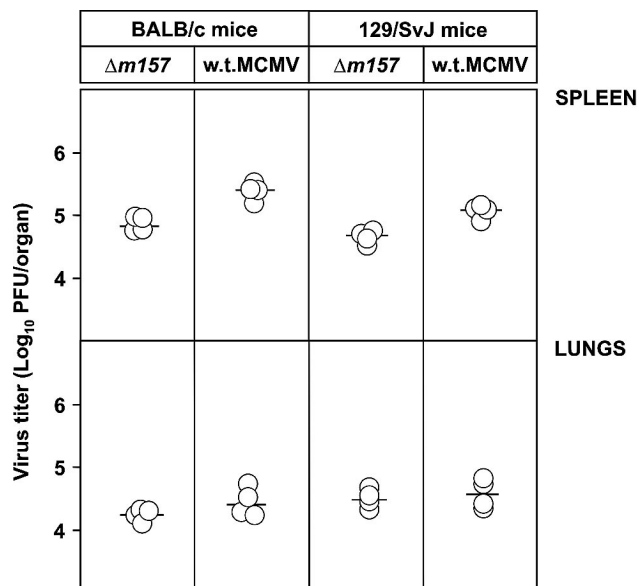 BALB/c mice 129/SvJ mice
Δm157 w.t.MCMV Δm157 w.t.MCMV
SPLEEN
6
5
4
LUNGS
6
5
4
Virus titer (Log₁₀ PFU/organ)